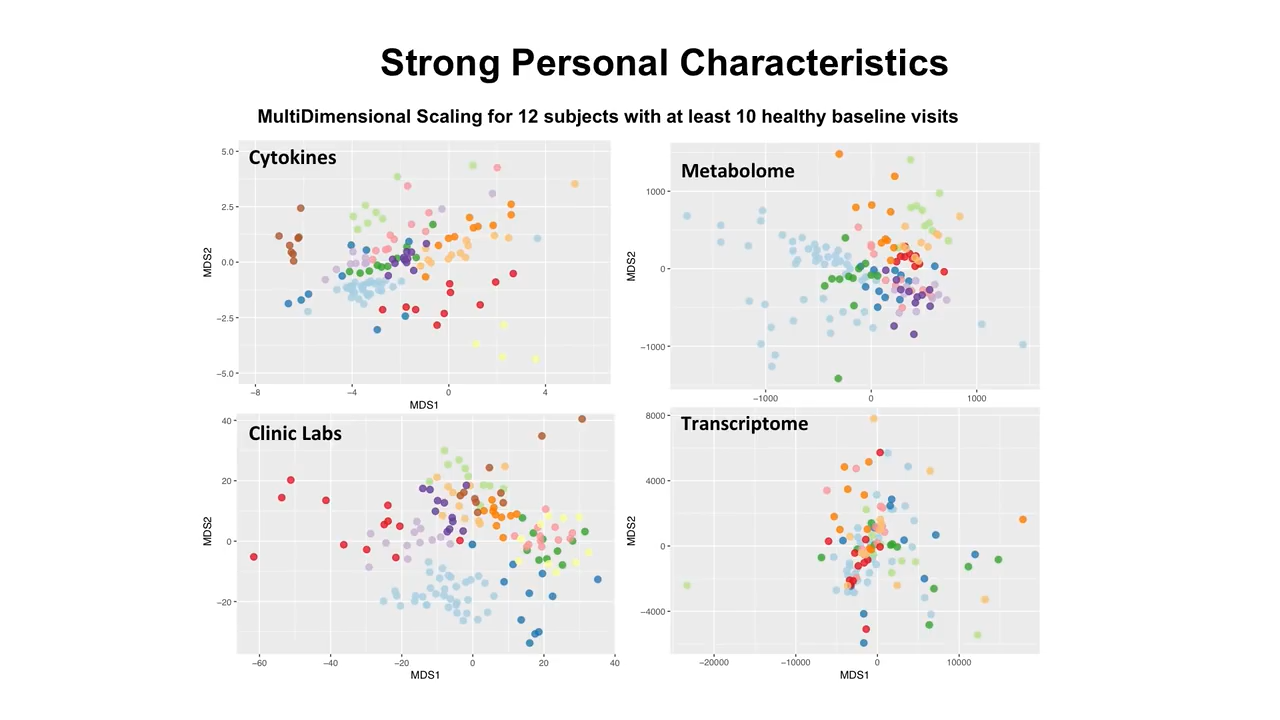 Strong Personal Characteristics
MultiDimensional Scaling for 12 subjects with at least 10 healthy baseline visits
Cytokines
5.0
2.5
0.0
−2.5
−5.0
MDS2
−8
−4
0
4
MDS1
Metabolome
1000
0
−1000
MDS2
−1000
0
1000
Clinic Labs
40
20
0
−20
MDS2
−60
−40
−20
0
20
40
MDS1
Transcriptome
8000
4000
0
−4000
MDS2
−20000
−10000
0
10000
MDS1